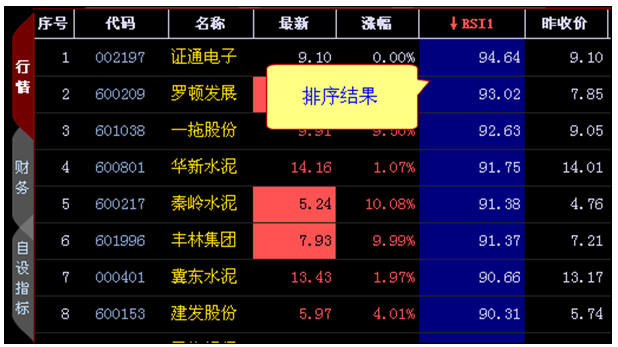 序号 代码 名称 最新 涨幅 ↓RSI1 昨收价
1 002197 证通电子 9.10 0.00% 94.64 9.10
2 600209 罗顿发展 93.02 7.85
排序结果
3 601038 一拖股份 9.91 92.63 9.05
4 600801 华新水泥 14.16 1.07% 91.75 14.01
5 600217 秦岭水泥 5.24 10.08% 91.38 4.76
6 601996 丰林集团 7.93 9.99% 91.37 7.21
7 000401 冀东水泥 13.43 1.97% 90.66 13.17
8 600153 建发股份 5.97 4.01% 90.31 5.74
行情
财务
自设指标